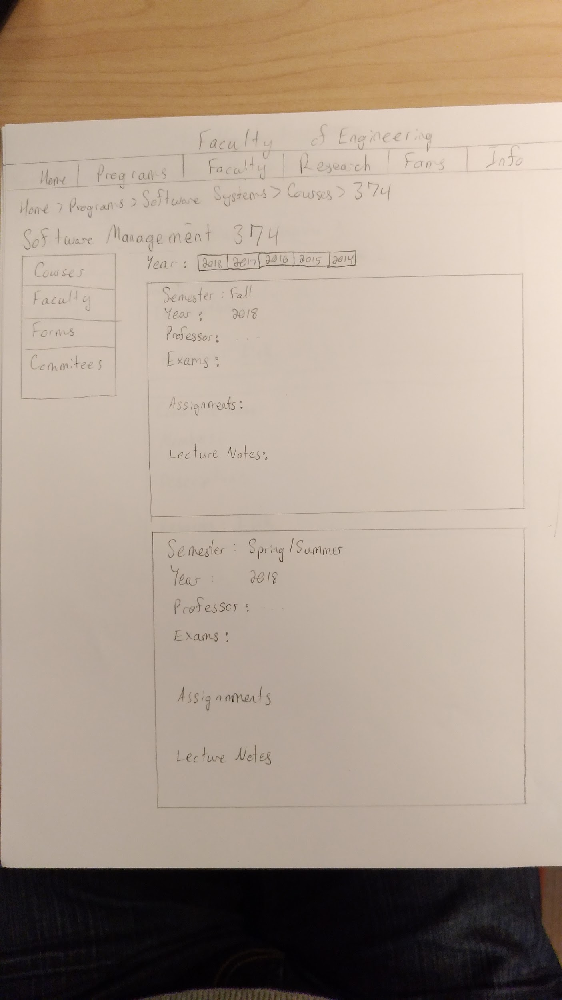 Faculty of Engineering
Home | Programs | Faculty | Research | Forms | Info
Home > Programs > Software Systems > Courses > 374
Software Management 374
Courses
Faculty
Forms
Commitees
Year: 2018 2017 2016 2015 2014
Semester: Fall
Year: 2018
Professor: ...
Exams:
Assignments:
Lecture Notes:
Semester: Spring/Summer
Year: 2018
Professor: ...
Exams:
Assignnments
Lecture Notes